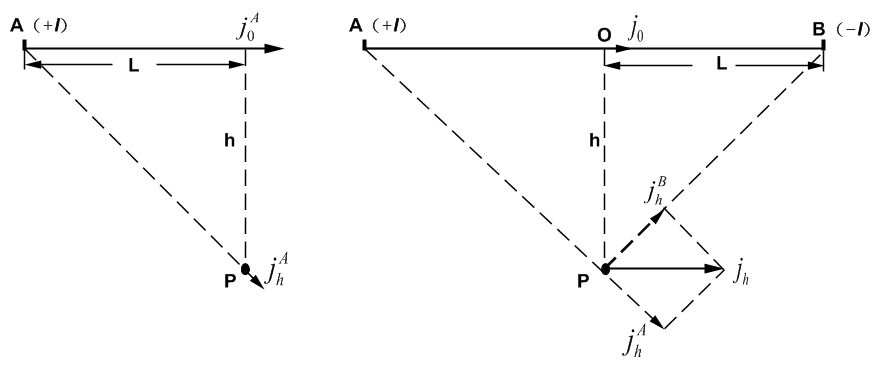 A (+I) j_0^A
L
h
P j_h^A
A (+I) O j_0 B (-I)
L
h
j_h^B
P j_h
j_h^A